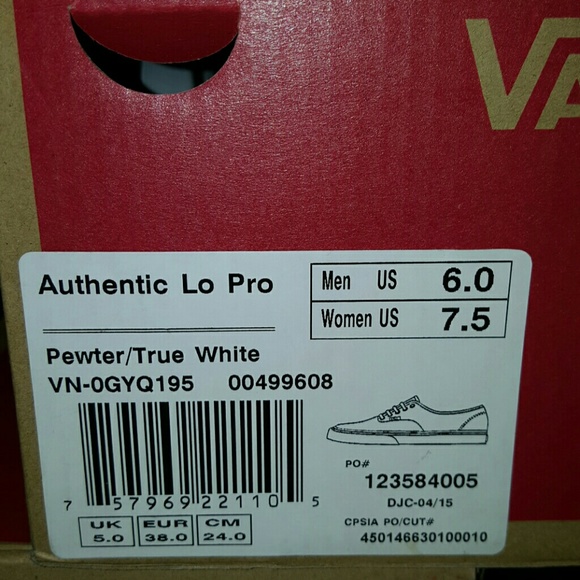 VA
Authentic Lo Pro
Men US 6.0
Women US 7.5
Pewter/True White
VN-0GYQ195 00499608
7 57969 22110 5
UK 5.0
EUR 38.0
CM 24.0
PO#
123584005
DJC-04/15
CPSIA PO/CUT#
450146630100010